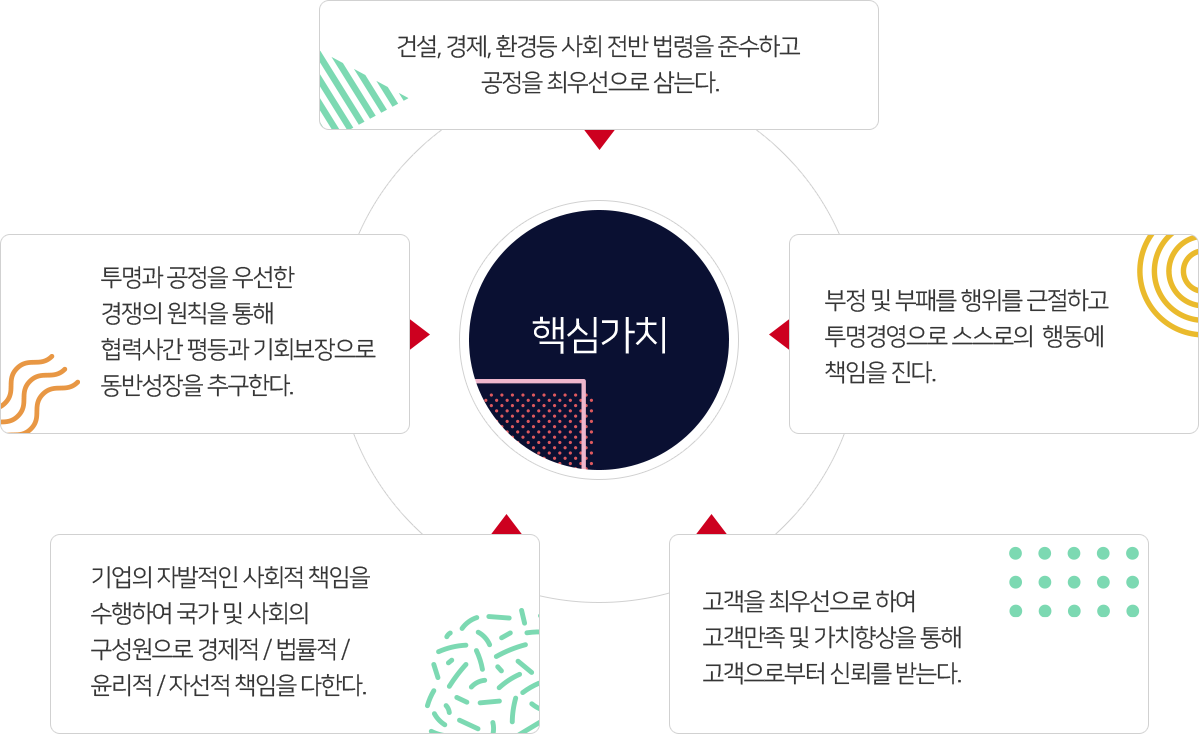 건설, 경제, 환경등 사회 전반 법령을 준수하고
공정을 최우선으로 삼는다.
투명과 공정을 우선한
경쟁의 원칙을 통해
협력사간 평등과 기회보장으로
동반성장을 추구한다.
핵심가치
부정 및 부패를 행위를 근절하고
투명경영으로 스스로의 행동에
책임을 진다.
기업의 자발적인 사회적 책임을
수행하여 국가 및 사회의
구성원으로 경제적 / 법률적 /
윤리적 / 자선적 책임을 다한다.
고객을 최우선으로 하여
고객만족 및 가치향상을 통해
고객으로부터 신뢰를 받는다.